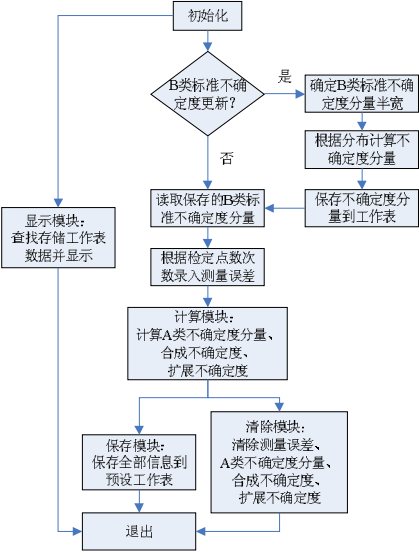 初始化
B类标准不确
定度更新？
是
否
确定B类标准不确
定度分量半宽
根据分布计算不
确定度分量
保存不确定度分
量到工作表
读取保存的B类标
准不确定度分量
显示模块：
查找存储工作表
数据并显示
根据检定点数次
数录入测量误差
计算模块：
计算A类不确定度分量、
合成不确定度、
扩展不确定度
保存模块：
保存全部信息到
预设工作表
清除模块：
清除测量误差、
A类不确定度分量、
合成不确定度、
扩展不确定度
退出